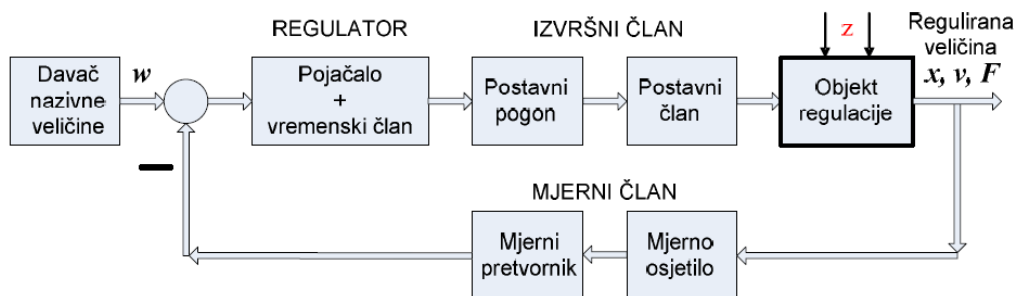 REGULATOR
IZVRŠNI ČLAN
z
Regulirana
veličina
x, v, F
Davač
nazivne
veličine
w
Pojačalo
+
vremenski član
Postavni
pogon
Postavni
član
Objekt
regulacije
−
MJERNI ČLAN
Mjerni
pretvornik
Mjerno
osjetilo